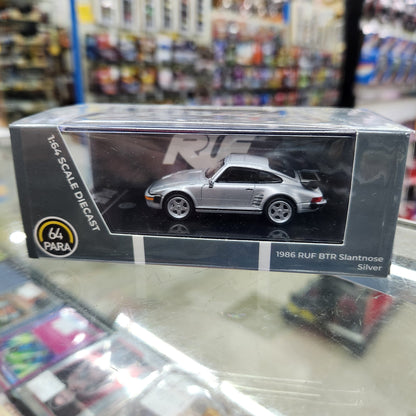 RUF
1:64 SCALE DIECAST
64
PARA
1986 RUF BTR Slantnose
Silver